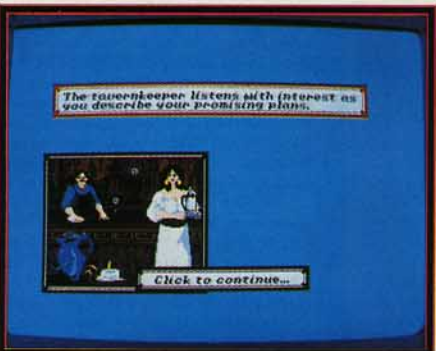 The tavernkeeper listens with interest as
you describe your promising plans.
Click to continue...